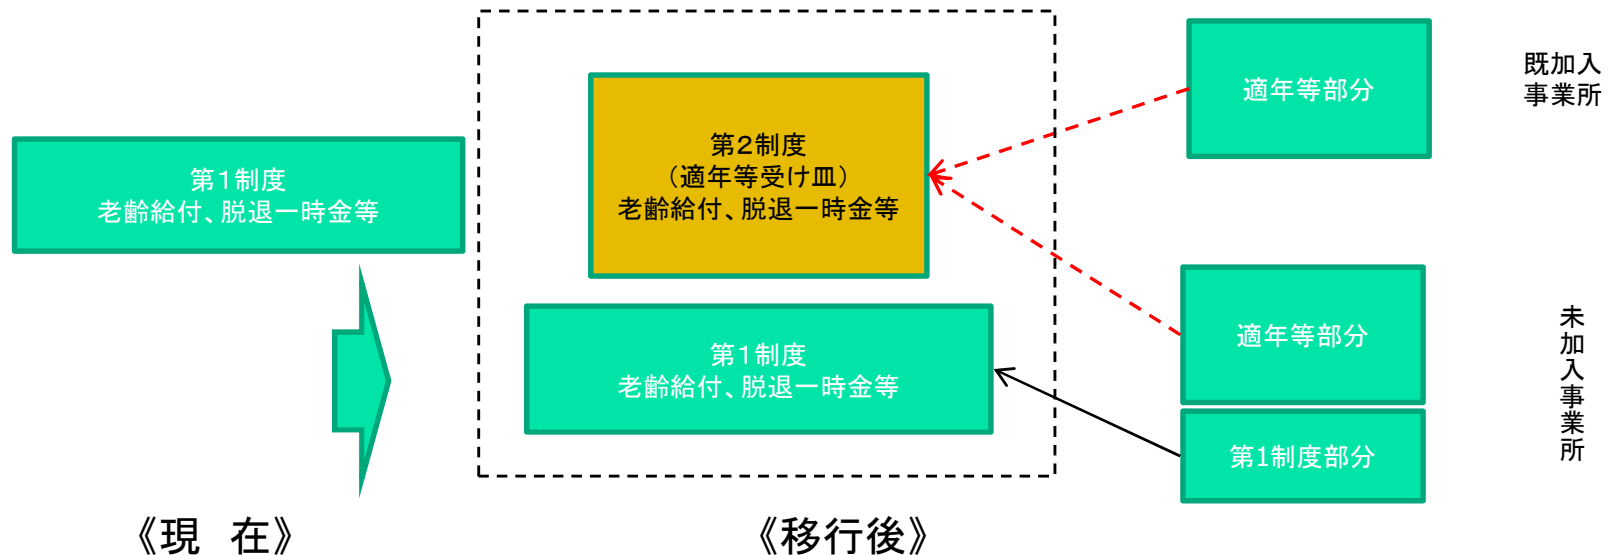 第１制度
老齢給付、脱退一時金等
《現　在》
第２制度
（適年等受け皿）
老齢給付、脱退一時金等
第１制度
老齢給付、脱退一時金等
《移行後》
適年等部分
既加入
事業所
適年等部分
第1制度部分
未加入事業所